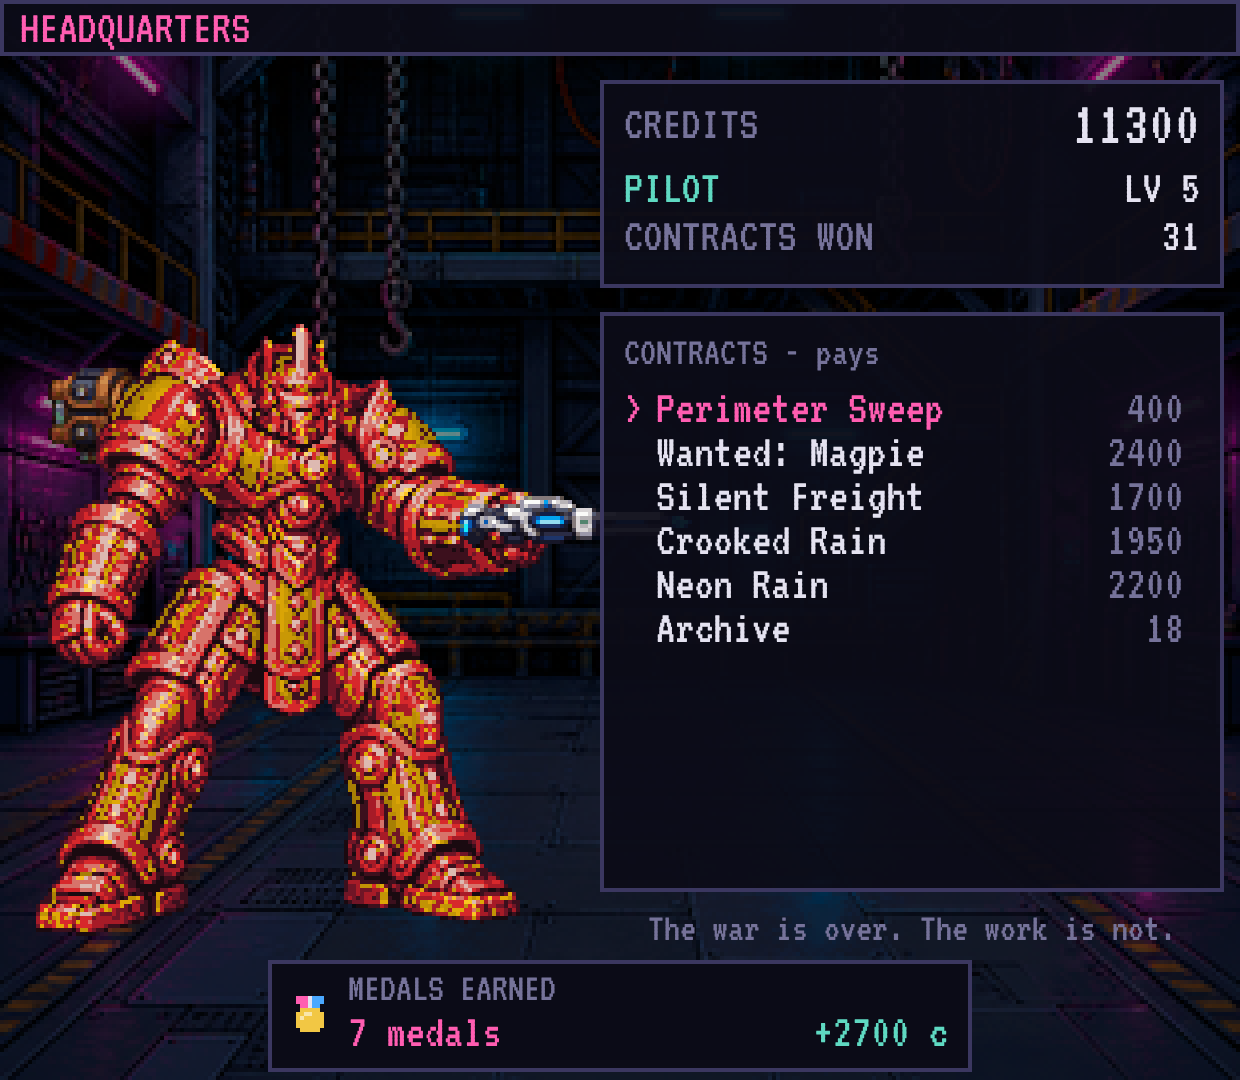 HEADQUARTERS
CREDITS 11300
PILOT LV 5
CONTRACTS WON 31
CONTRACTS - pays
> Perimeter Sweep 400
Wanted: Magpie 2400
Silent Freight 1700
Crooked Rain 1950
Neon Rain 2200
Archive 18
The war is over. The work is not.
MEDALS EARNED
7 medals +2700 c